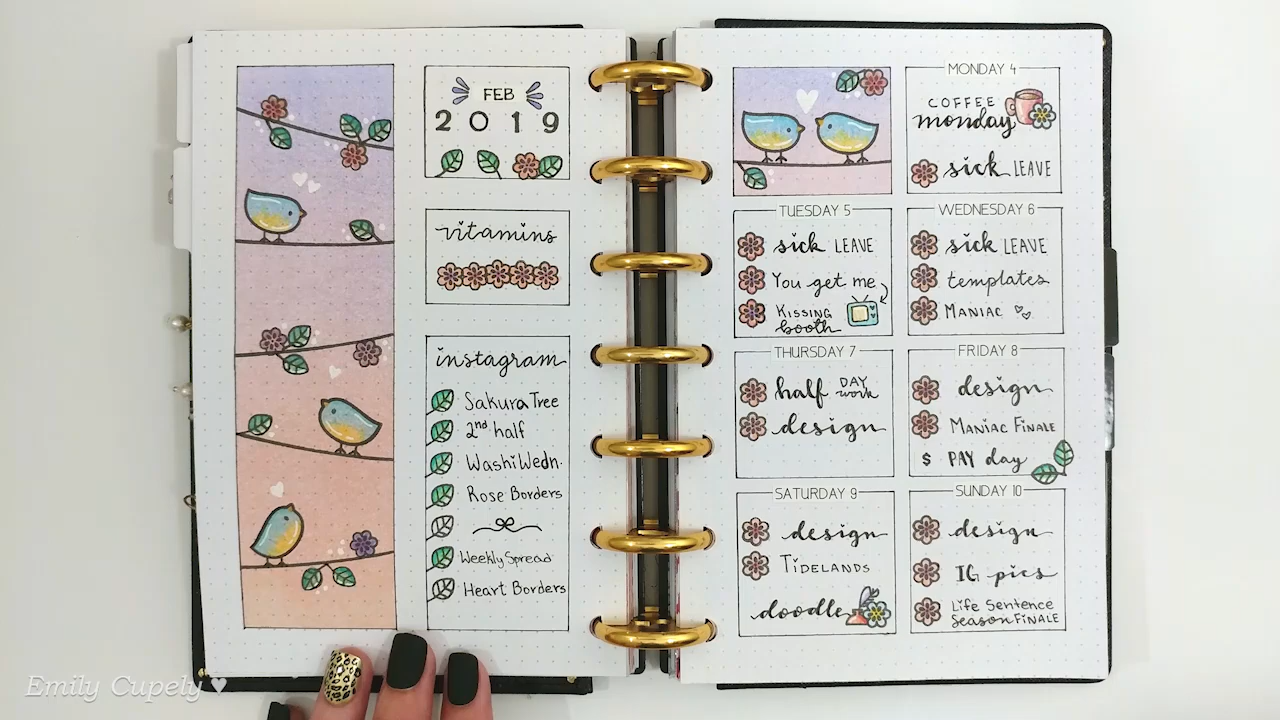 FEB
2019
vitamins
instagram
Sakura Tree
2nd half
Washi Wedn.
Rose Borders
Weekly Spread
Heart Borders
MONDAY 4
COFFEE
monday
sick LEAVE
TUESDAY 5
sick LEAVE
You get me
KISSING
booth
WEDNESDAY 6
sick LEAVE
templates
MANIAC
THURSDAY 7
half DAY
work
design
FRIDAY 8
design
MANIAC FINALE
$ PAY day
SATURDAY 9
design
TIDELANDS
doodle
SUNDAY 10
design
IG pics
Life Sentence
Season FINALE
Emily Cupely ♥